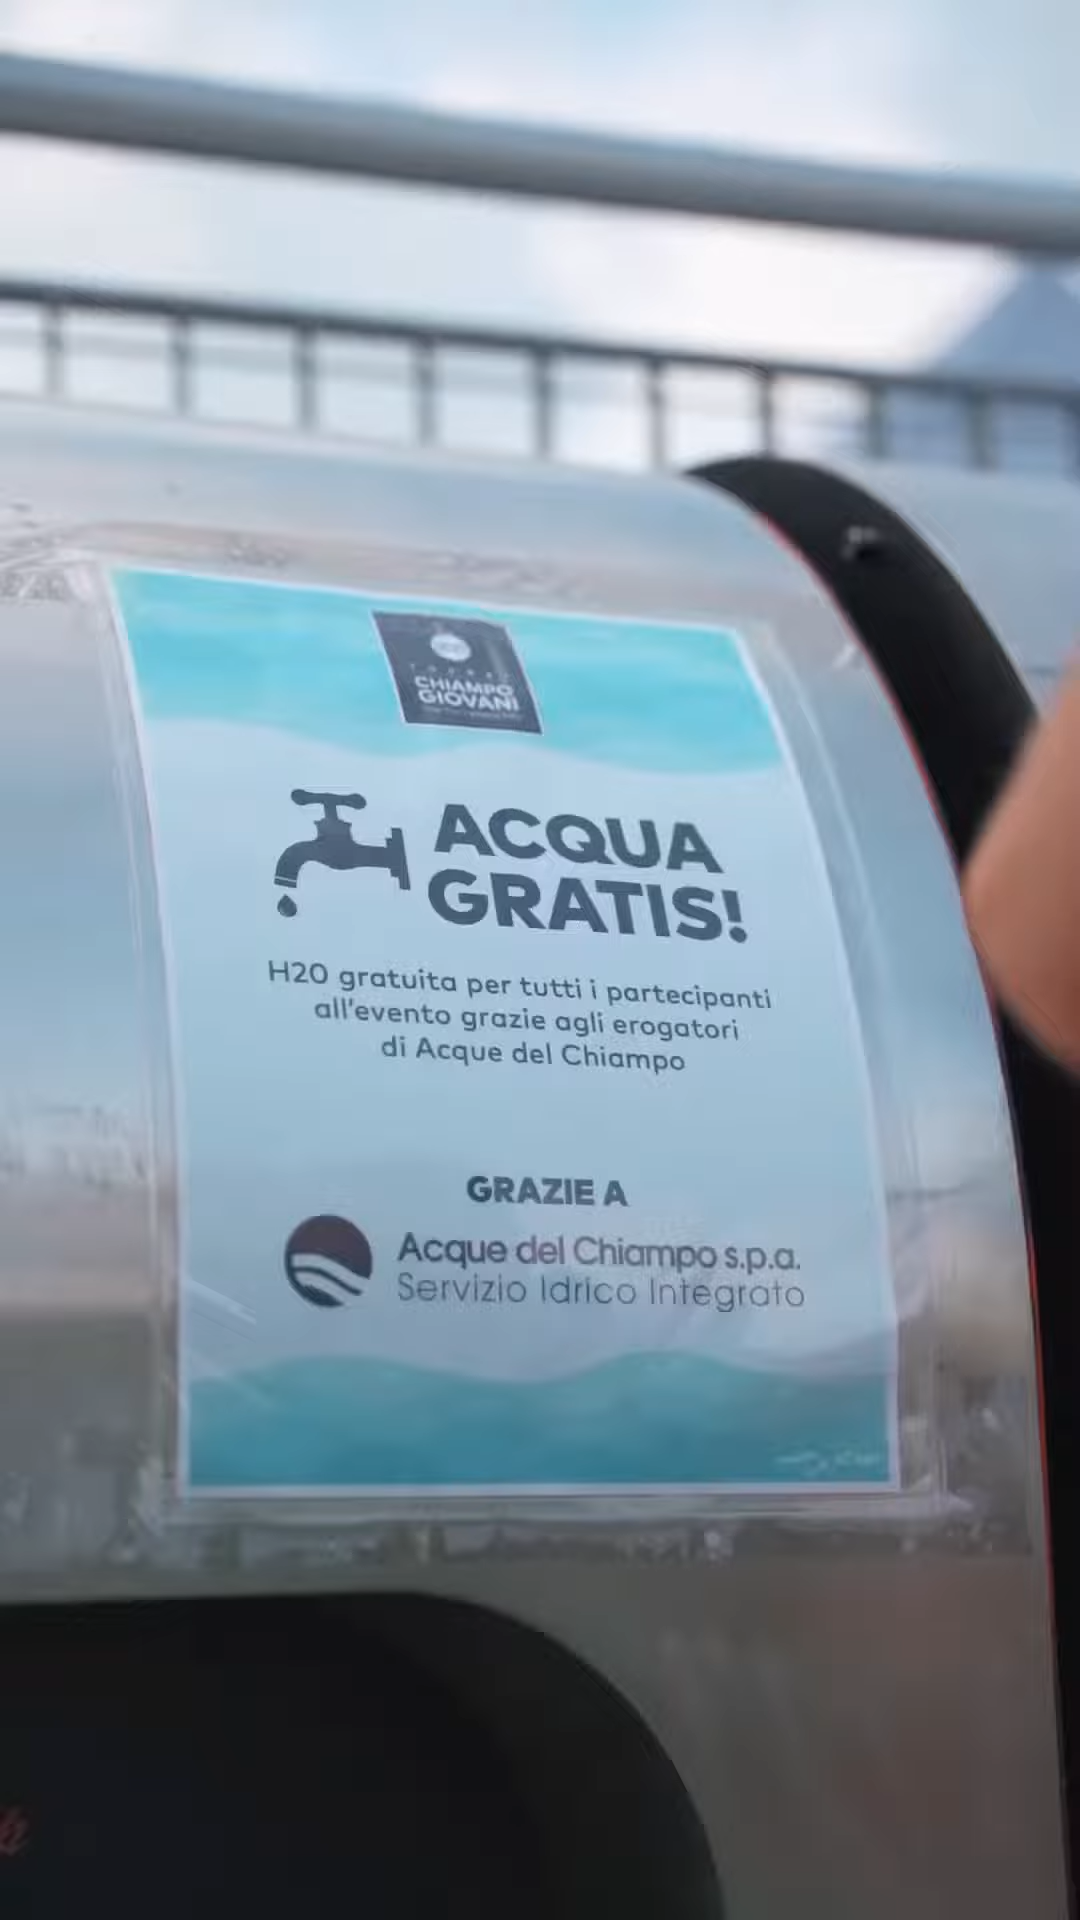 CHIAMPO
GIOVANI
ACQUA
GRATIS!
H2O gratuita per tutti i partecipanti
all'evento grazie agli erogatori
di Acque del Chiampo
GRAZIE A
Acque del Chiampo s.p.a.
Servizio Idrico Integrato